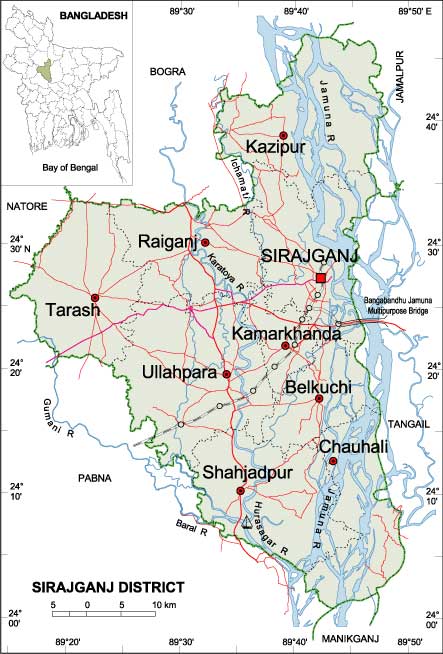 89°30'
89°40'
89°50' E
BANGLADESH
Bay of Bengal
BOGRA
JAMALPUR
Jamuna R
24°
40'
Kazipur
Ichamati R
NATORE
24°
30' N
24°
30'
Raiganj
SIRAJGANJ
Karatoya R
Bangabandhu Jamuna
Multipurpose Bridge
Tarash
Kamarkhanda
24°
20'
24°
20'
Ullahpara
Belkuchi
Gumani R
TANGAIL
Chauhali
PABNA
Shahjadpur
24°
10'
24°
10'
Jamuna R
Hurasagar R
Baral R
SIRAJGANJ DISTRICT
5 0 5 10 km
24°
00'
24°
00'
MANIKGANJ
89°20'
89°30'
89°40'